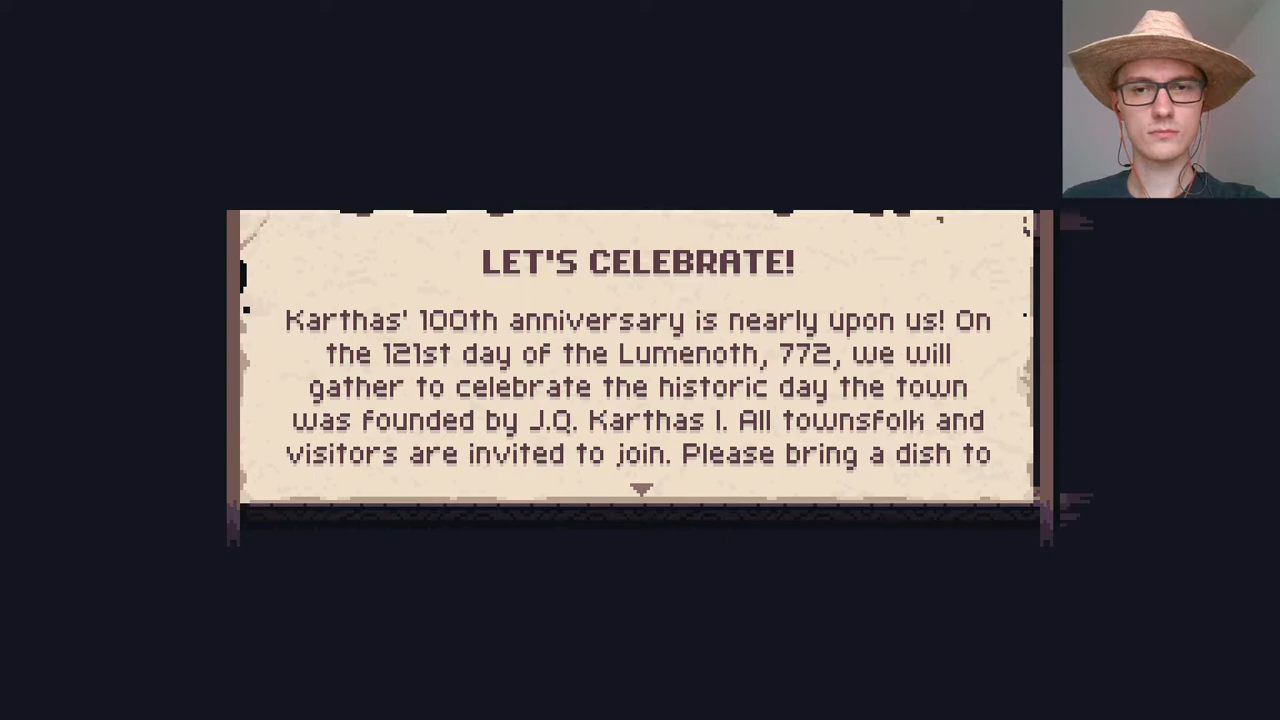 LET'S CELEBRATE!
Karthas' 100th anniversary is nearly upon us! On
the 121st day of the Lumenoth, 772, we will
gather to celebrate the historic day the town
was founded by J.Q. Karthas I. All townsfolk and
visitors are invited to join. Please bring a dish to